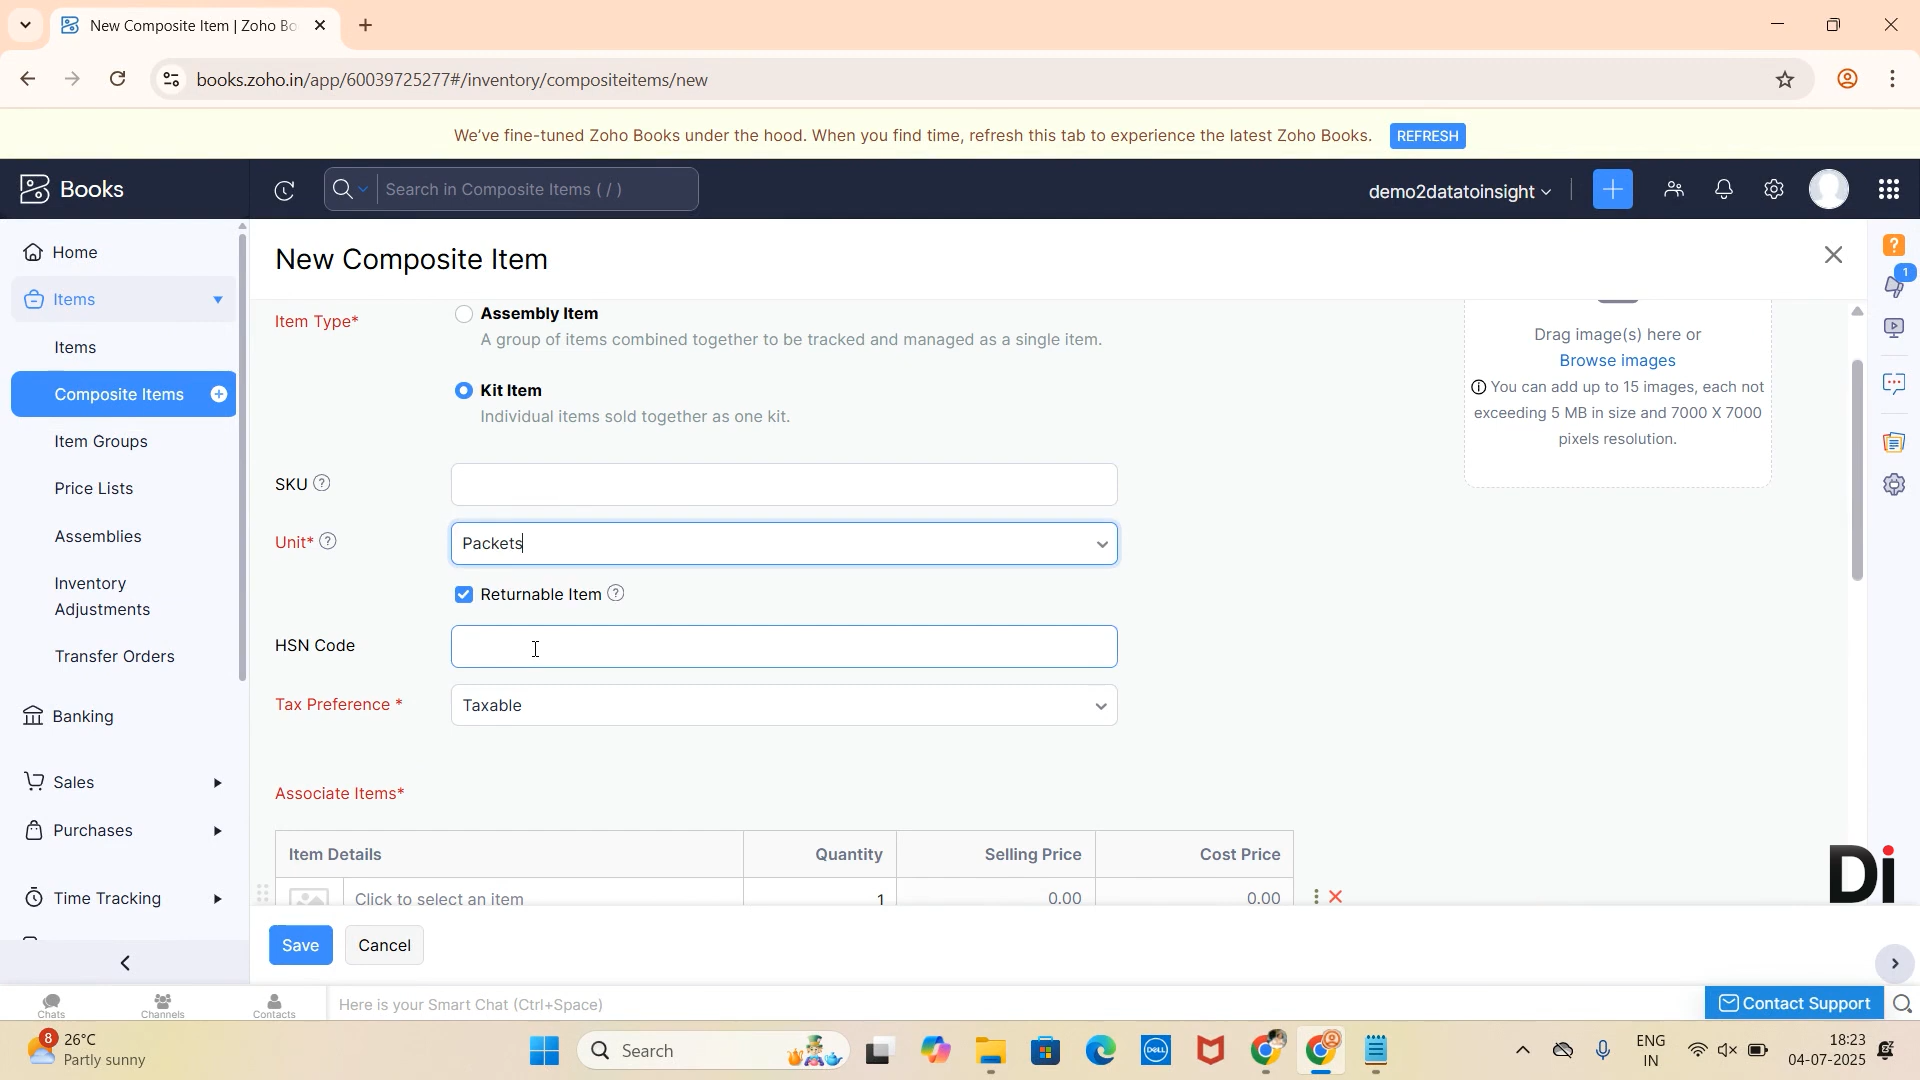 New Composite Item | Zoho Bo
books.zoho.in/app/60039725277#/inventory/compositeitems/new
We've fine-tuned Zoho Books under the hood. When you find time, refresh this tab to experience the latest Zoho Books. REFRESH
Books
Search in Composite Items ( / )
demo2datatoinsight
Home
Items
Items
Composite Items
Item Groups
Price Lists
Assemblies
Inventory
Adjustments
Transfer Orders
Banking
Sales
Purchases
Time Tracking
New Composite Item
Item Type*
Assembly Item
A group of items combined together to be tracked and managed as a single item.
Kit Item
Individual items sold together as one kit.
Drag image(s) here or
Browse images
You can add up to 15 images, each not
exceeding 5 MB in size and 7000 X 7000
pixels resolution.
1
SKU
Unit* Packets
Returnable Item
HSN Code
Tax Preference * Taxable
Associate Items*
Item Details Quantity Selling Price Cost Price
Click to select an item 1 0.00 0.00
Di
Save Cancel
Chats Channels Contacts
Here is your Smart Chat (Ctrl+Space)
Contact Support
8
26°C
Partly sunny
Search
DELL
ENG
IN
18:23
04-07-2025